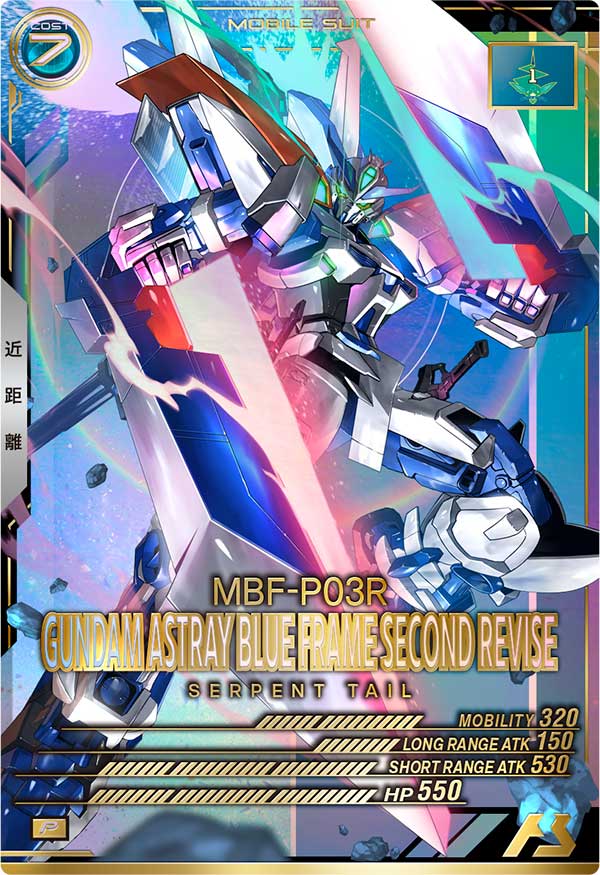 COST
7
MOBILE SUIT
1
近距離
MBF-P03R
GUNDAM ASTRAY BLUE FRAME SECOND REVISE
SERPENT TAIL
MOBILITY 320
LONG RANGE ATK 150
SHORT RANGE ATK 530
HP 550
P